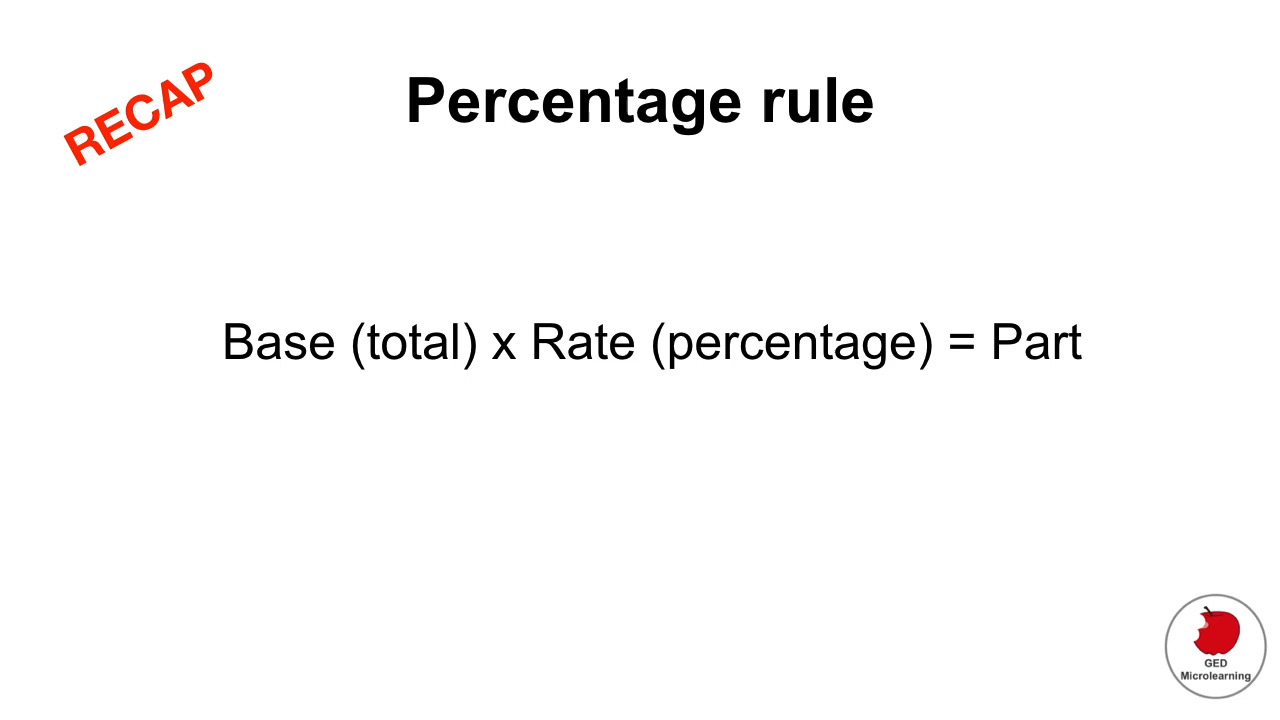 RECAP
Percentage rule
Base (total) x Rate (percentage) = Part
GED
Microlearning